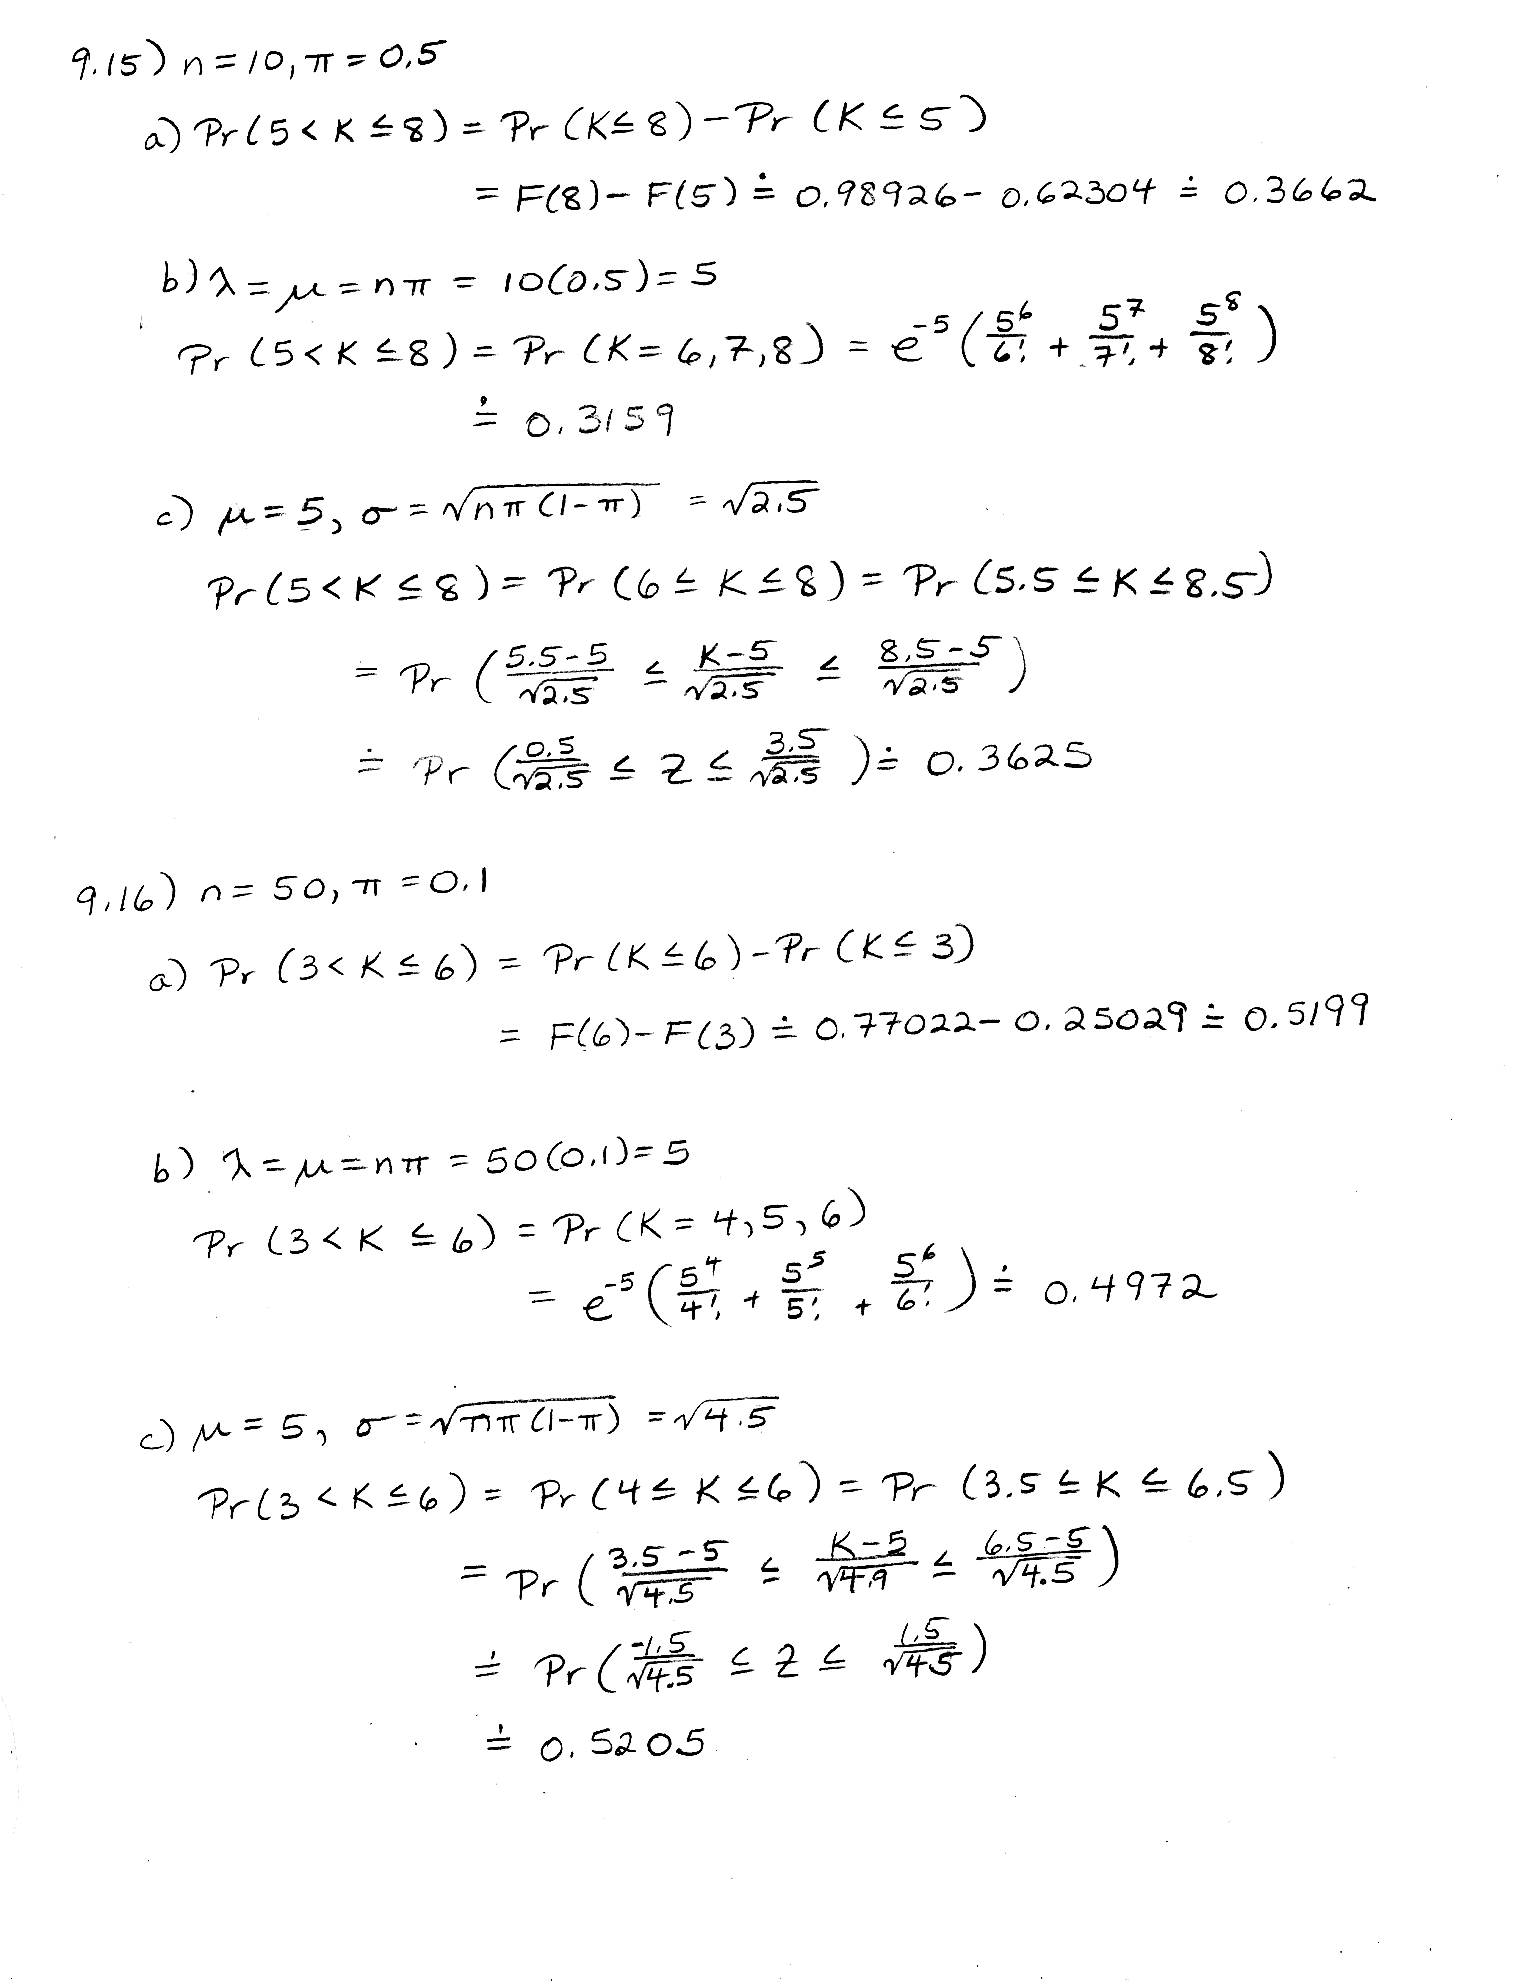 9.15) n=10, π=0.5
a) Pr(5<K≤8) = Pr(K≤8)-Pr(K≤5)
= F(8)-F(5) ≐ 0.98926-0.62304 ≐ 0.3662
b) λ=μ=nπ = 10(0.5)=5
Pr(5<K≤8) = Pr(K=6,7,8) = e^-5 (5^6/6! + 5^7/7! + 5^8/8!)
≐ 0.3159
c) μ=5, σ=√nπ(1-π) = √2.5
Pr(5<K≤8) = Pr(6≤K≤8) = Pr(5.5≤K≤8.5)
= Pr(5.5-5/√2.5 ≤ K-5/√2.5 ≤ 8.5-5/√2.5)
≐ Pr(0.5/√2.5 ≤ Z ≤ 3.5/√2.5) ≐ 0.3625
9.16) n=50, π=0.1
a) Pr(3<K≤6) = Pr(K≤6)-Pr(K≤3)
= F(6)-F(3) ≐ 0.77022-0.25029 ≐ 0.5199
b) λ=μ=nπ = 50(0.1)=5
Pr(3<K≤6) = Pr(K=4,5,6)
= e^-5 (5^4/4! + 5^5/5! + 5^6/6!) ≐ 0.4972
c) μ=5, σ=√nπ(1-π) = √4.5
Pr(3<K≤6) = Pr(4≤K≤6) = Pr(3.5≤K≤6.5)
= Pr(3.5-5/√4.5 ≤ K-5/√4.9 ≤ 6.5-5/√4.5)
≐ Pr(-1.5/√4.5 ≤ Z ≤ 1.5/√4.5)
≐ 0.5205